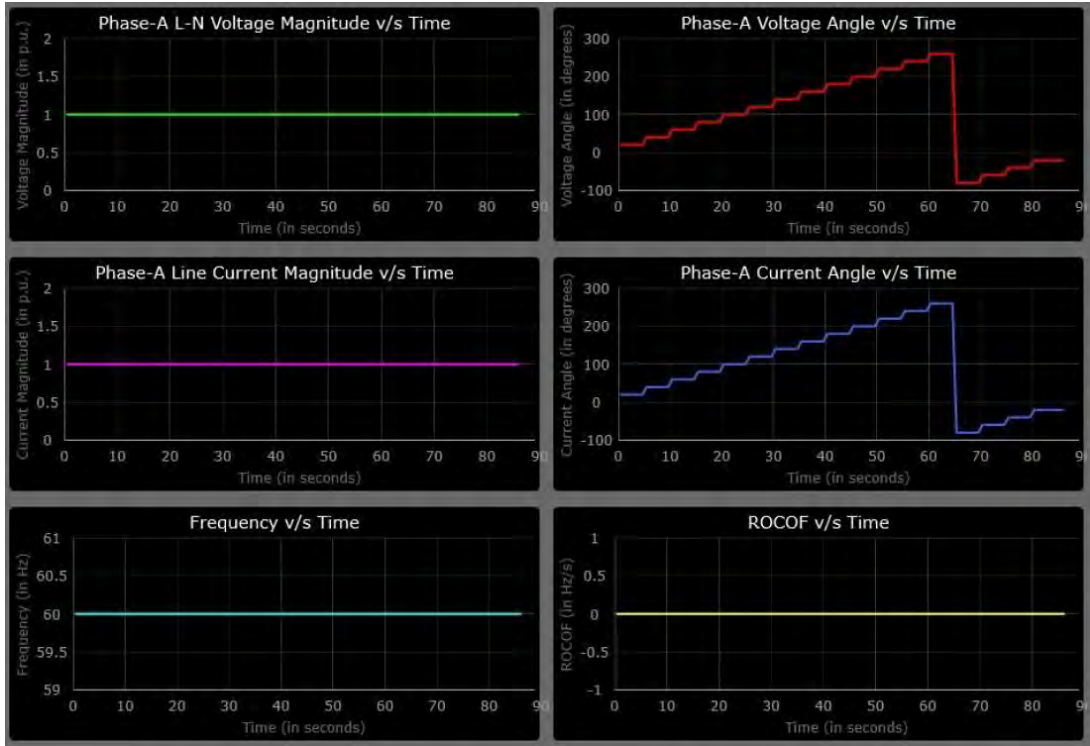 Phase-A L-N Voltage Magnitude v/s Time
Voltage Magnitude (in p.u.)
2
1.5
1
0.5
0
0 10 20 30 40 50 60 70 80 90
Time (in seconds)
Phase-A Voltage Angle v/s Time
Voltage Angle (in degrees)
300
200
100
0
-100
0 10 20 30 40 50 60 70 80
Time (in seconds)
Phase-A Line Current Magnitude v/s Time
Current Magnitude (in p.u.)
2
1.5
1
0.5
0
0 10 20 30 40 50 60 70 80 90
Time (in seconds)
Phase-A Current Angle v/s Time
Current Angle (in degrees)
300
200
100
0
-100
0 10 20 30 40 50 60 70 80
Time (in seconds)
Frequency v/s Time
Frequency (in Hz)
61
60.5
60
59.5
59
0 10 20 30 40 50 60 70 80 90
Time (in seconds)
ROCOF v/s Time
ROCOF (in Hz/s)
1
0.5
0
-0.5
-1
0 10 20 30 40 50 60 70 80
Time (in seconds)